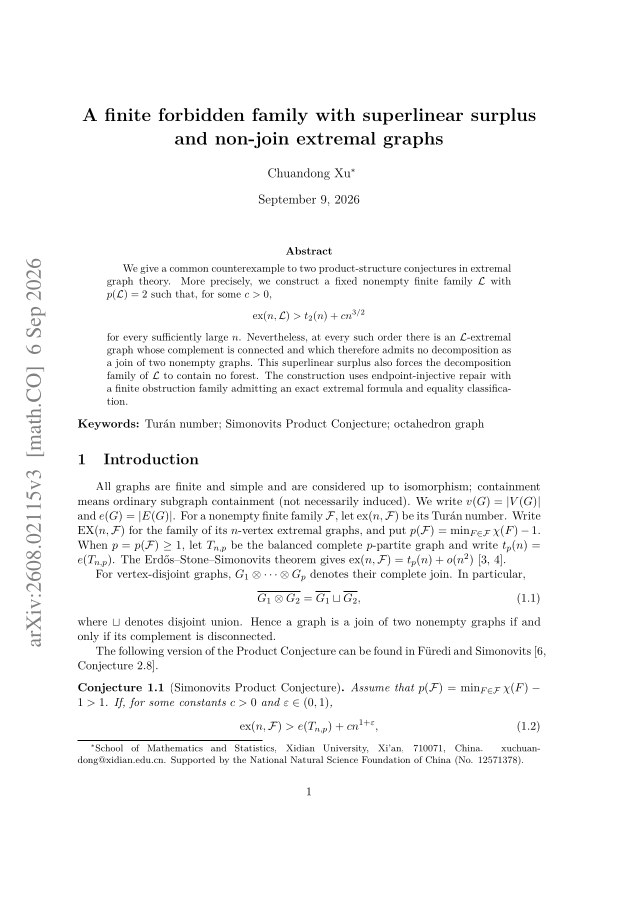 A finite forbidden family with superlinear surplus
and non-join extremal graphs
Chuandong Xu∗
September 9, 2026
Abstract
We give a common counterexample to two product-structure conjectures in extremal
graph theory. More precisely, we construct a fixed nonempty finite family ℒ with
p(ℒ) = 2 such that, for some c > 0,
ex(n, ℒ) > t₂(n) + cn^{3/2}
for every sufficiently large n. Nevertheless, at every such order there is an ℒ-extremal
graph whose complement is connected and which therefore admits no decomposition as
a join of two nonempty graphs. This superlinear surplus also forces the decomposition
family of ℒ to contain no forest. The construction uses endpoint-injective repair with
a finite obstruction family admitting an exact extremal formula and equality classifica-
tion.
Keywords: Turán number; Simonovits Product Conjecture; octahedron graph
1 Introduction
All graphs are finite and simple and are considered up to isomorphism; containment
means ordinary subgraph containment (not necessarily induced). We write v(G) = |V(G)|
and e(G) = |E(G)|. For a nonempty finite family ℱ, let ex(n, ℱ) be its Turán number. Write
EX(n, ℱ) for the family of its n-vertex extremal graphs, and put p(ℱ) = min_{F∈ℱ} χ(F) − 1.
When p = p(ℱ) ≥ 1, let T_{n,p} be the balanced complete p-partite graph and write t_p(n) =
e(T_{n,p}). The Erdős–Stone–Simonovits theorem gives ex(n, ℱ) = t_p(n) + o(n²) [3, 4].
For vertex-disjoint graphs, G₁ ⊗ · · · ⊗ G_p denotes their complete join. In particular,
\overline{G₁ ⊗ G₂} = \overline{G₁} ⊔ \overline{G₂}, (1.1)
where ⊔ denotes disjoint union. Hence a graph is a join of two nonempty graphs if and
only if its complement is disconnected.
The following version of the Product Conjecture can be found in Füredi and Simonovits [6,
Conjecture 2.8].
Conjecture 1.1 (Simonovits Product Conjecture). Assume that p(ℱ) = min_{F∈ℱ} χ(F) −
1 > 1. If, for some constants c > 0 and ε ∈ (0, 1),
ex(n, ℱ) > e(T_{n,p}) + cn^{1+ε}, (1.2)
∗School of Mathematics and Statistics, Xidian University, Xi'an. 710071, China. xuchuan-
dong@xidian.edu.cn. Supported by the National Natural Science Foundation of China (No. 12571378).
1
arXiv:2608.02115v3 [math.CO] 6 Sep 2026